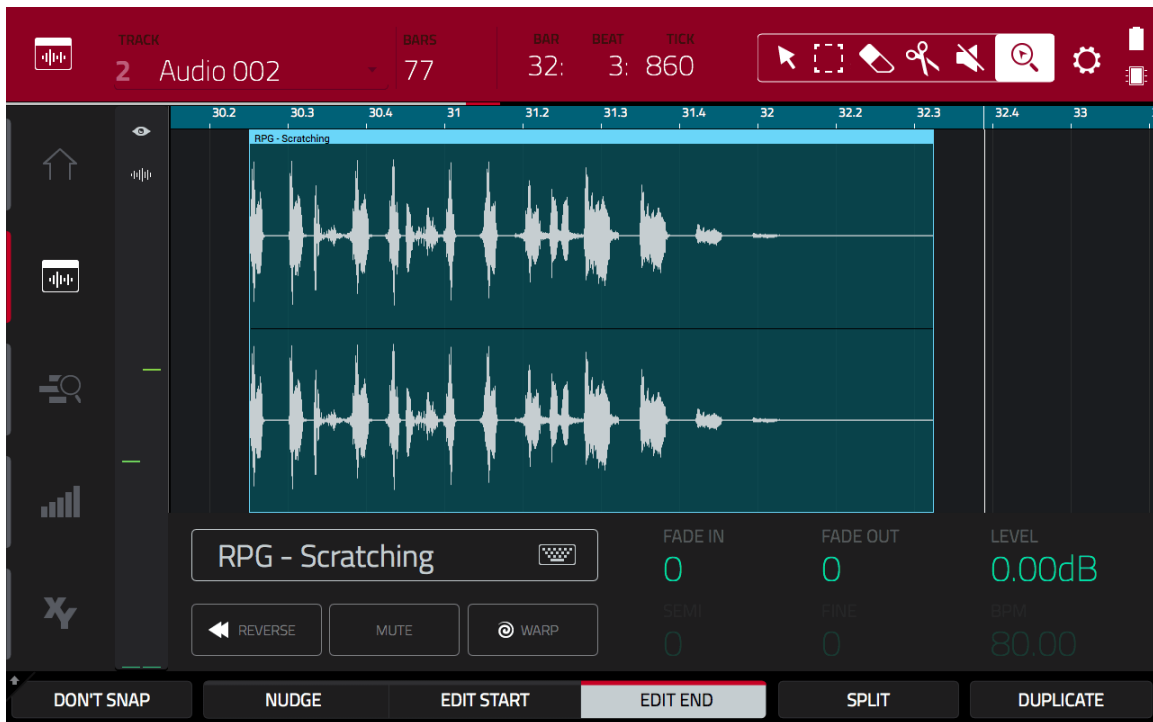 TRACK BARS BAR BEAT TICK
2 Audio 002 77 32: 3: 860
30.2 30.3 30.4 31 31.2 31.3 31.4 32 32.2 32.3 32.4 33
RPG - Scratching
RPG - Scratching
FADE IN FADE OUT LEVEL
0 0 0.00dB
REVERSE MUTE WARP
SEMI FINE BPM
0 0 80.00
XY
DON'T SNAP NUDGE EDIT START EDIT END SPLIT DUPLICATE